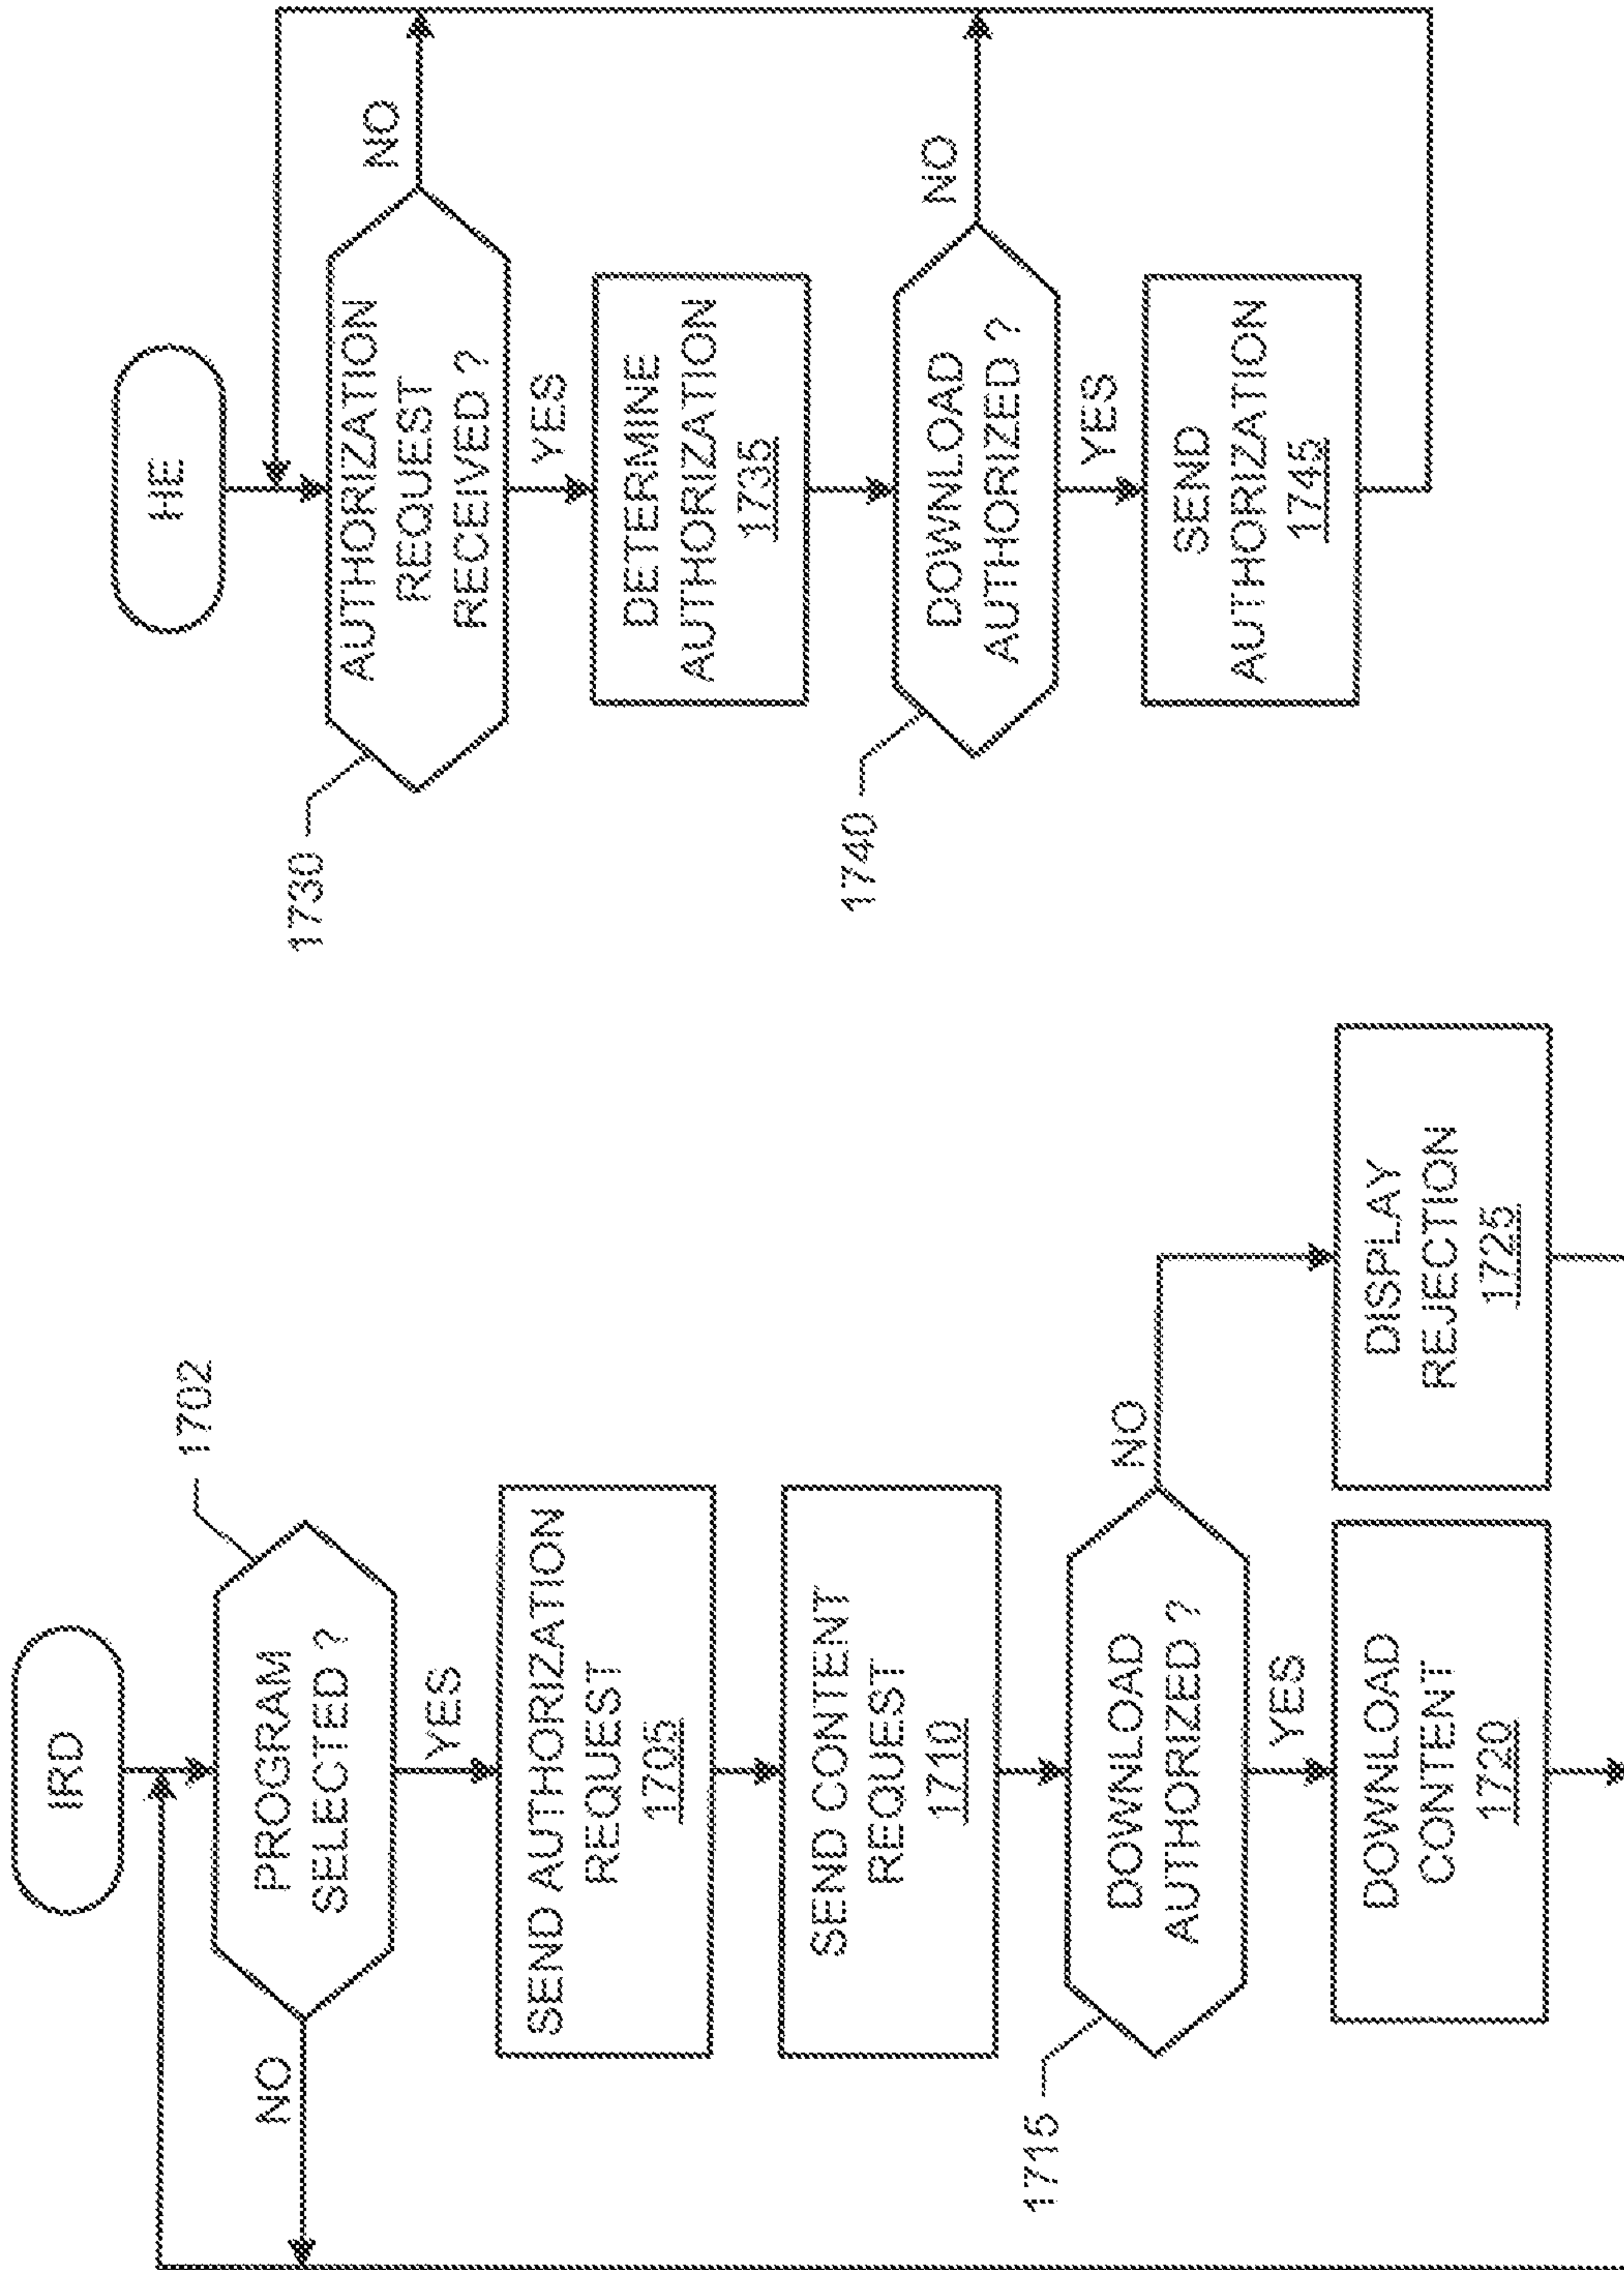 IRD
1702
PROGRAM
SELECTED ?
NO
YES
SEND AUTHORIZATION
REQUEST
1705
SEND CONTENT
REQUEST
1710
1715
DOWNLOAD
AUTHORIZED ?
NO
YES
DOWNLOAD
CONTENT
1720
DISPLAY
REJECTION
1725
HE
1730
AUTHORIZATION
REQUEST
RECEIVED ?
NO
YES
DETERMINE
AUTHORIZATION
1735
1740
DOWNLOAD
AUTHORIZED ?
NO
YES
SEND
AUTHORIZATION
1745